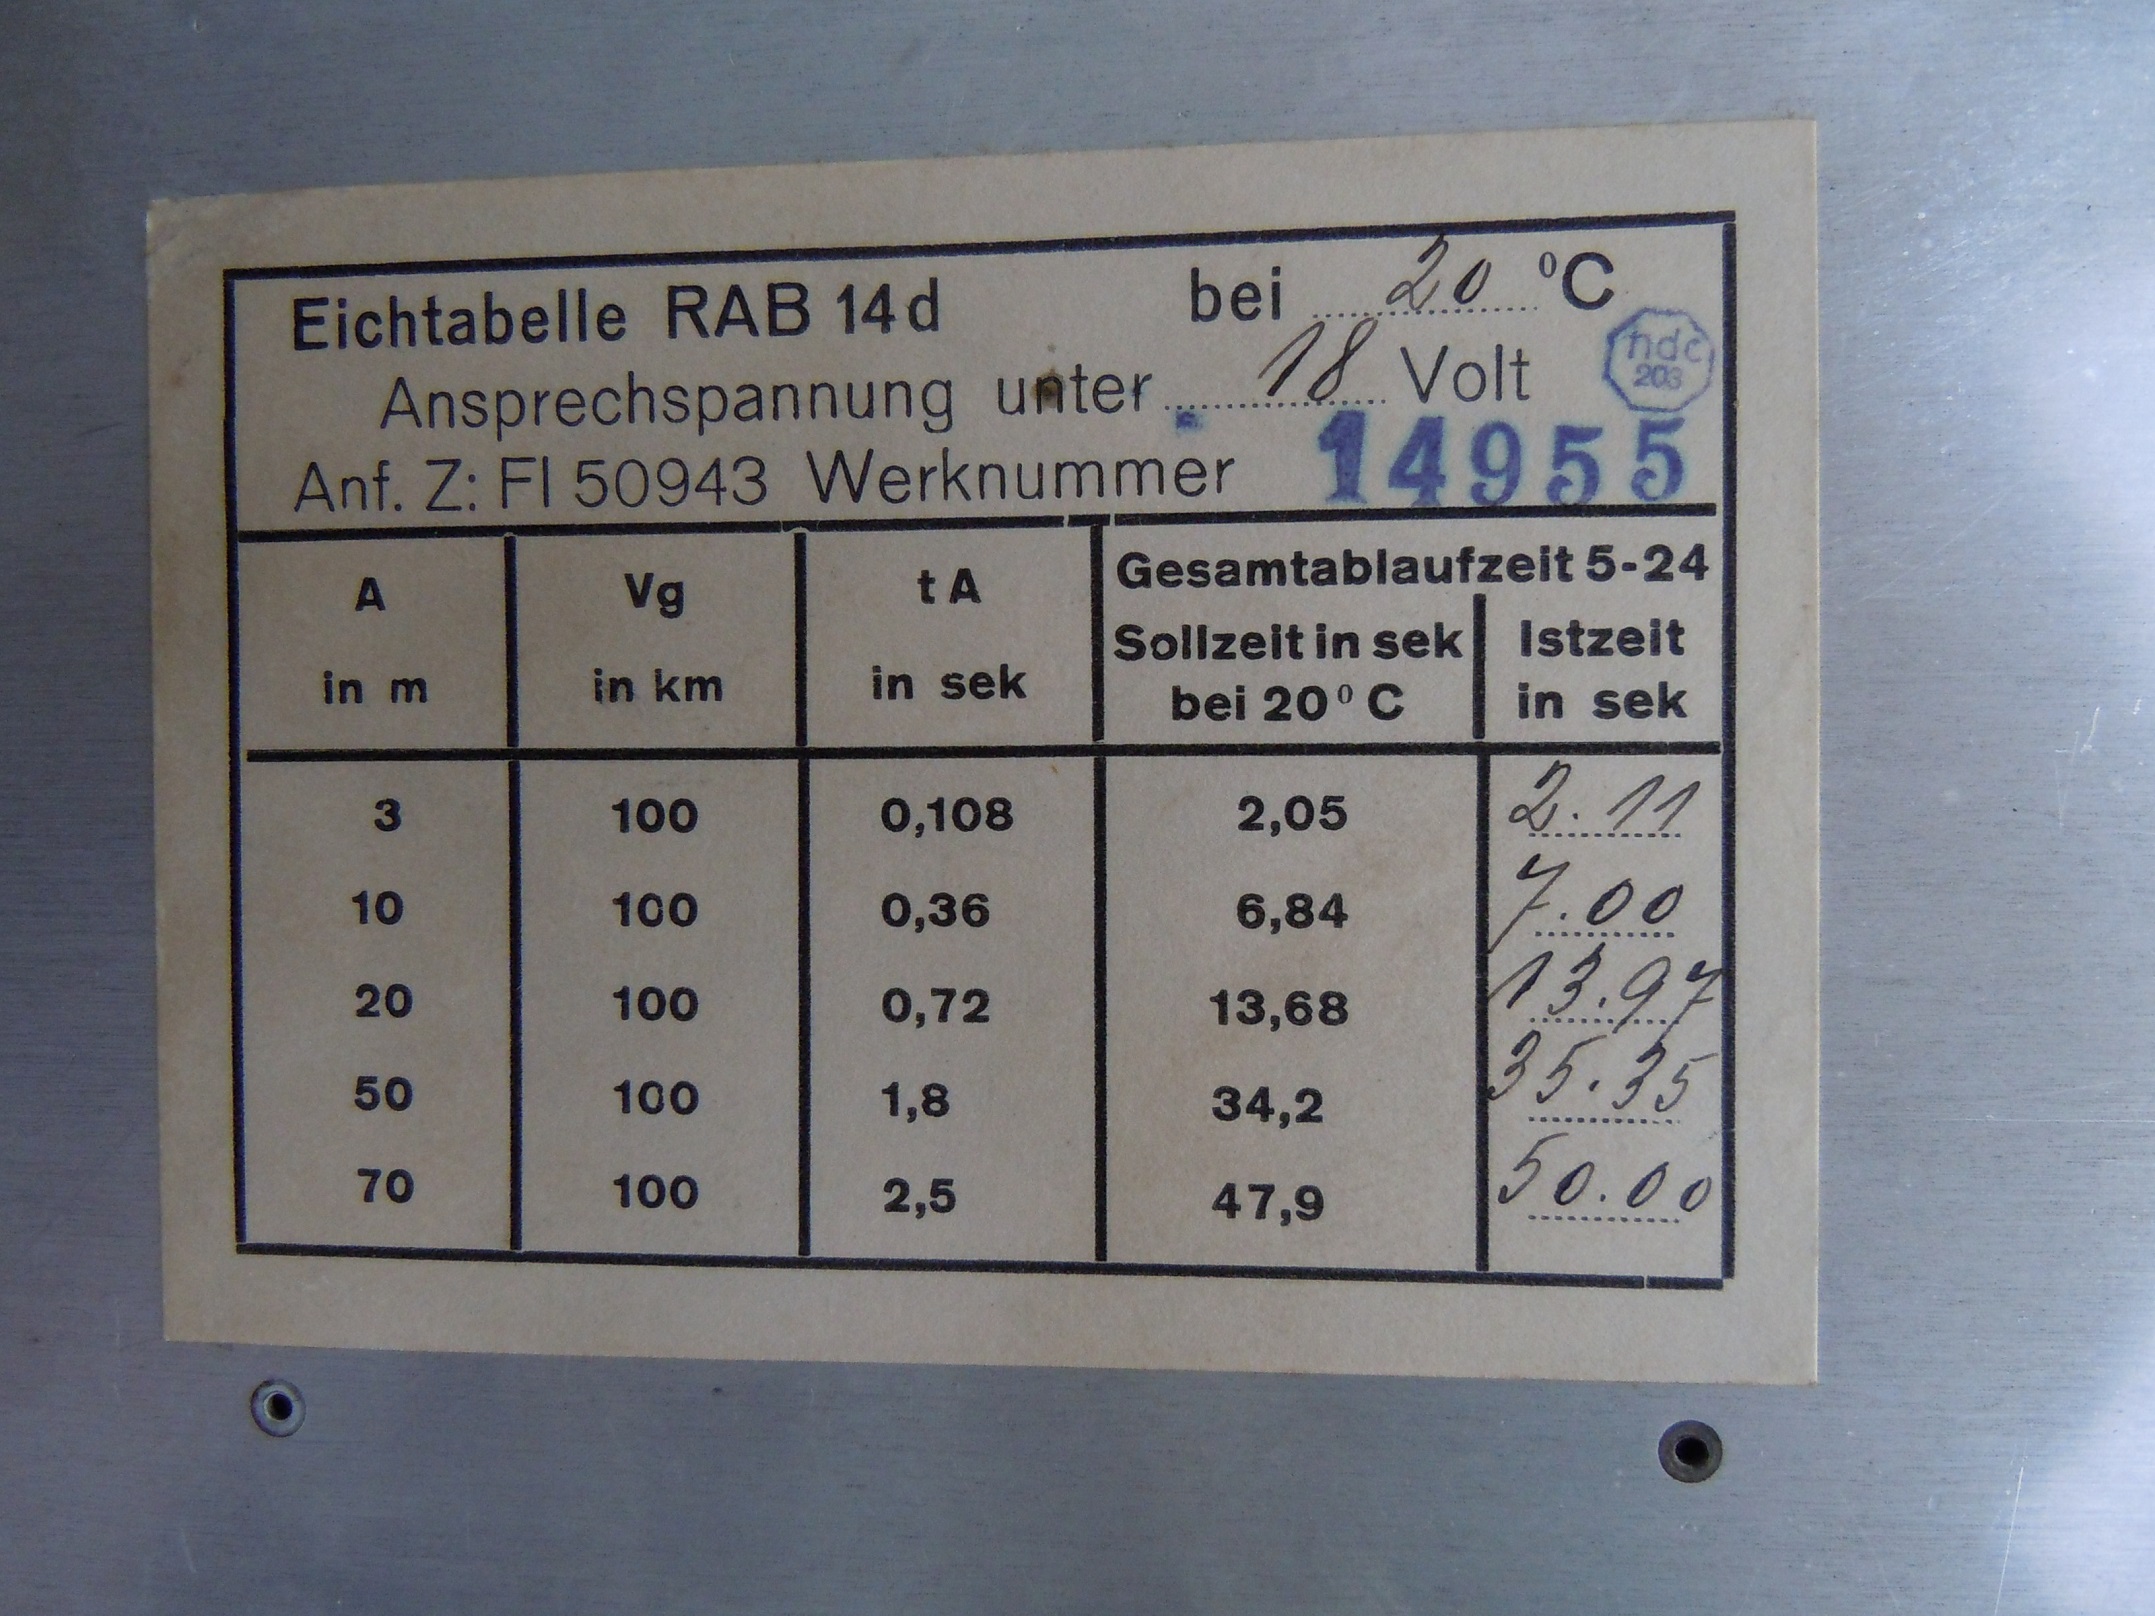 Eichtabelle RAB 14d bei 20 °C
Ansprechspannung unter 18 Volt
hdc
203
Anf. Z: Fl 50943 Werknummer 14955
A in m Vg in km t A in sek Gesamtablaufzeit 5-24
Sollzeit in sek bei 20° C Istzeit in sek
3 100 0,108 2,05 2.11
10 100 0,36 6,84 7.00
20 100 0,72 13,68 13.97
50 100 1,8 34,2 35.35
70 100 2,5 47,9 50.00